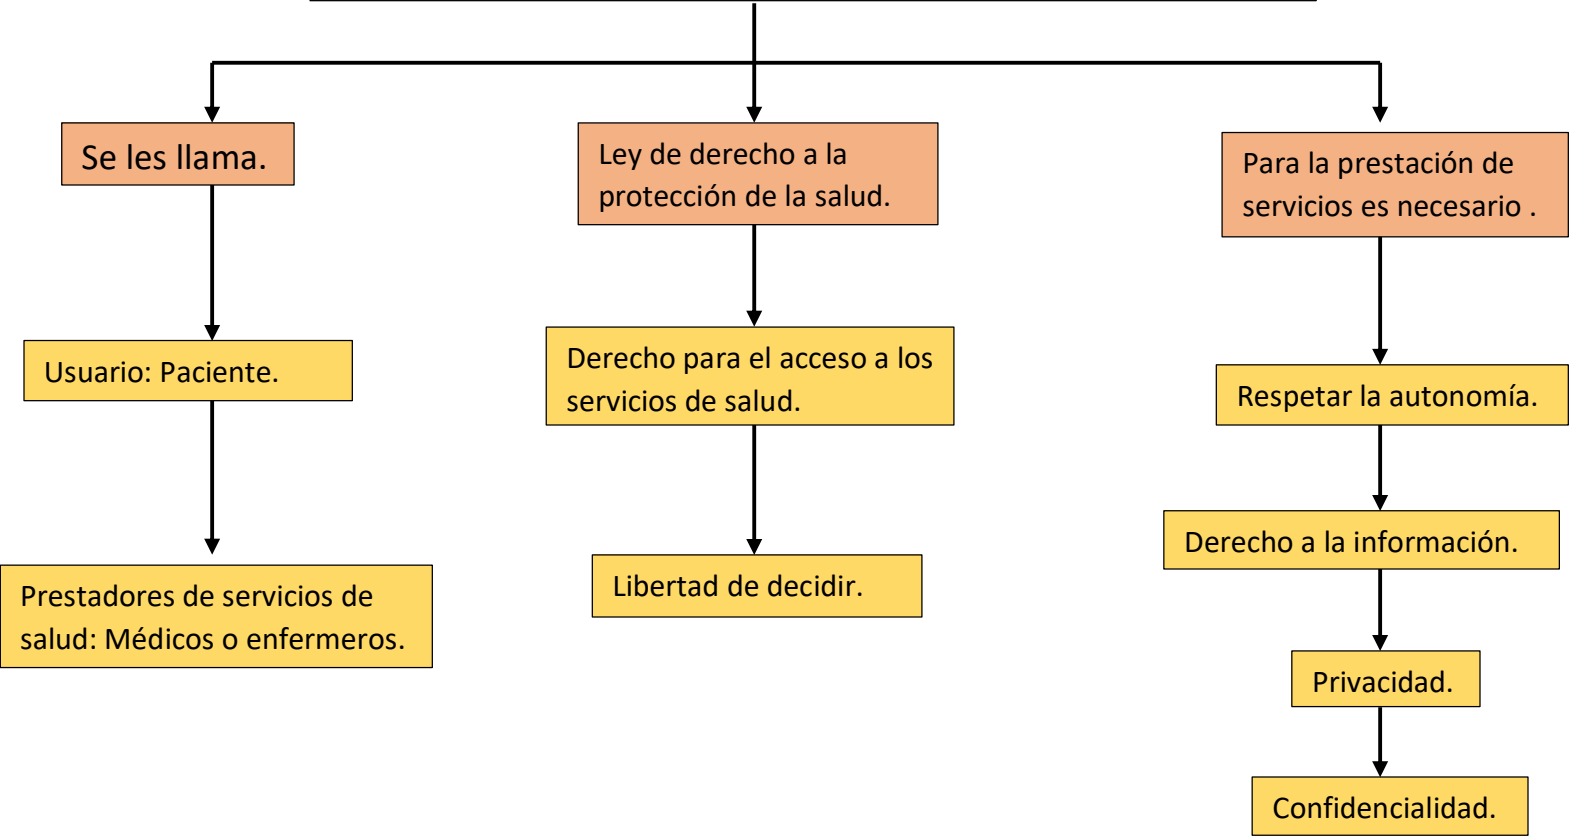 Se les llama.
Ley de derecho a la
protección de la salud.
Para la prestación de
servicios es necesario .
Usuario: Paciente.
Derecho para el acceso a los
servicios de salud.
Respetar la autonomía.
Prestadores de servicios de
salud: Médicos o enfermeros.
Libertad de decidir.
Derecho a la información.
Privacidad.
Confidencialidad.